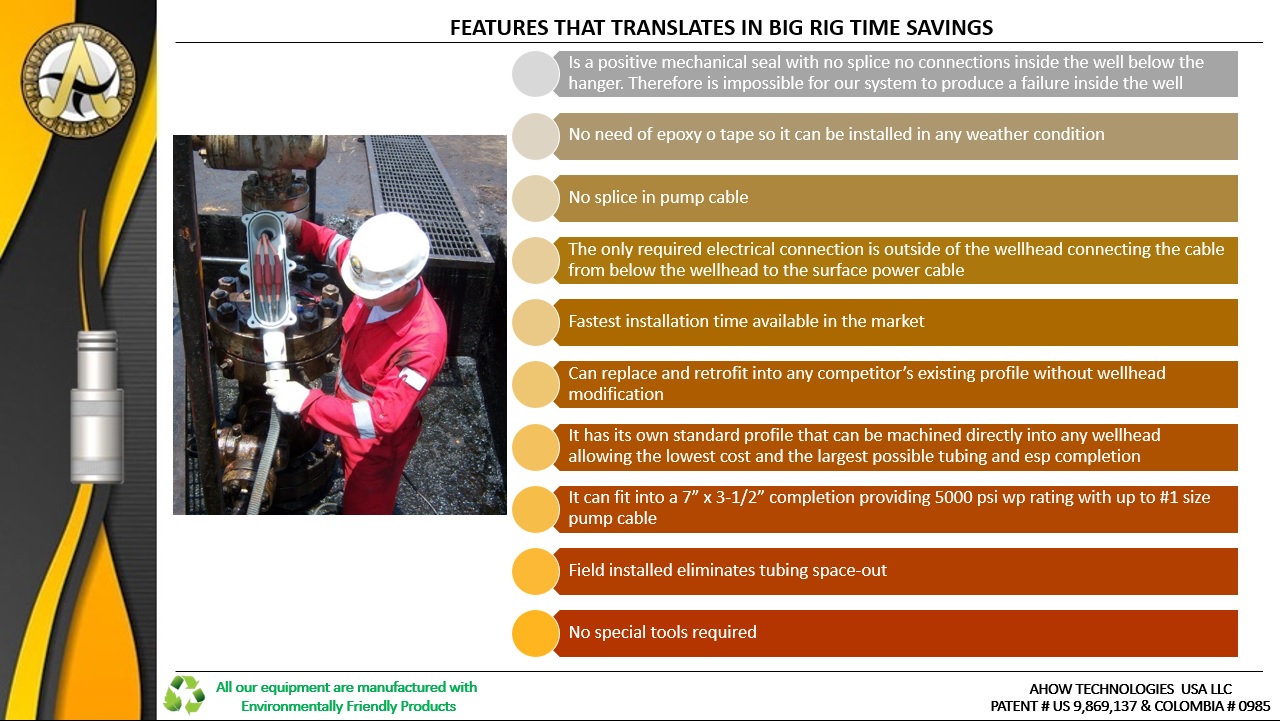 FEATURES THAT TRANSLATES IN BIG RIG TIME SAVINGS
Is a positive mechanical seal with no splice no connections inside the well below the
hanger. Therefore is impossible for our system to produce a failure inside the well
No need of epoxy o tape so it can be installed in any weather condition
No splice in pump cable
The only required electrical connection is outside of the wellhead connecting the cable
from below the wellhead to the surface power cable
Fastest installation time available in the market
Can replace and retrofit into any competitor’s existing profile without wellhead
modification
It has its own standard profile that can be machined directly into any wellhead
allowing the lowest cost and the largest possible tubing and esp completion
It can fit into a 7” x 3-1/2” completion providing 5000 psi wp rating with up to #1 size
pump cable
Field installed eliminates tubing space-out
No special tools required
All our equipment are manufactured with
Environmentally Friendly Products
AHOW TECHNOLOGIES USA LLC
PATENT # US 9,869,137 & COLOMBIA # 0985